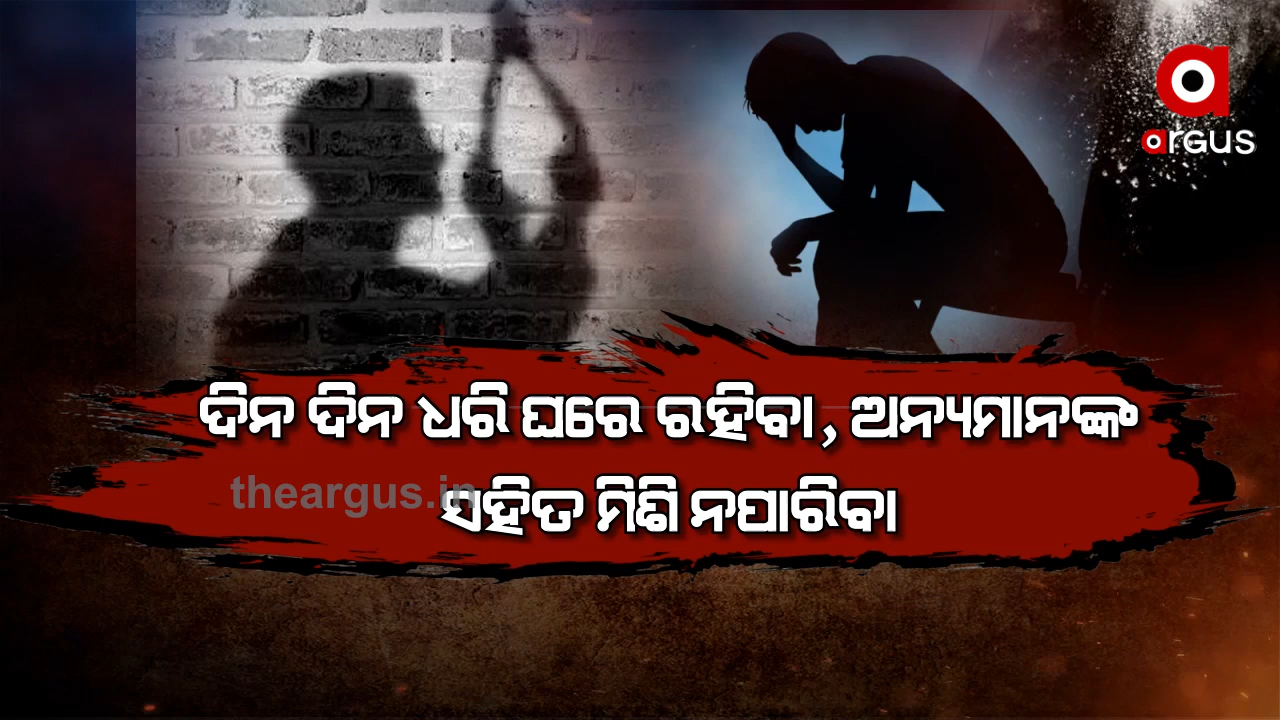 argus
ଦିନ ଦିନ ଧରି ଘରେ ରହିବା, ଅନ୍ୟମାନଙ୍କ
theargus.in
ସହିତ ମିଶି ନପାରିବା